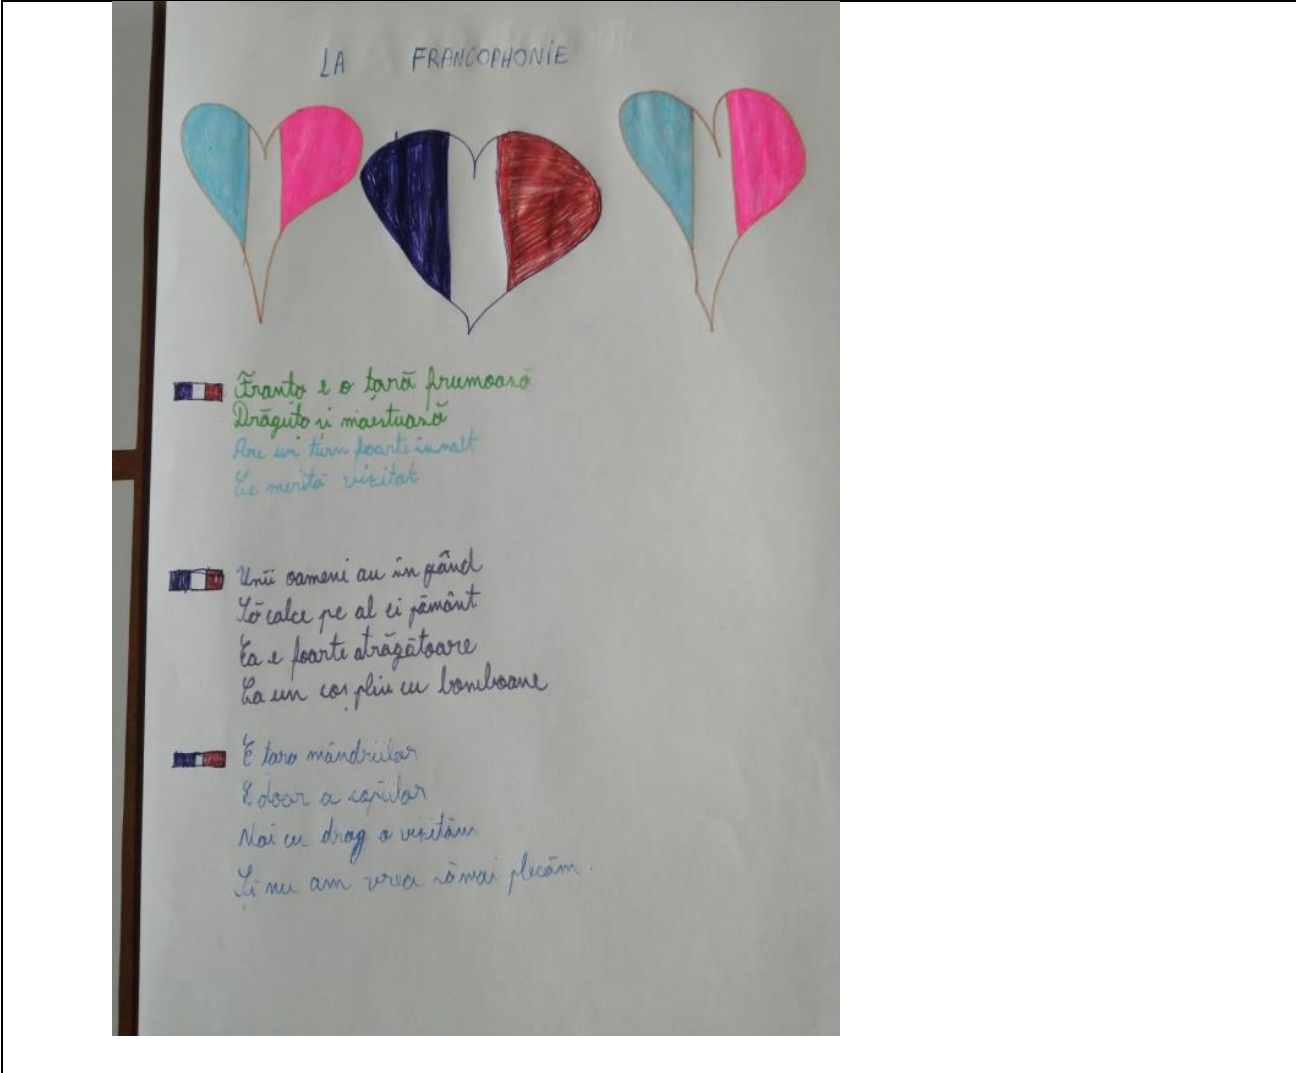 LA FRANCOPHONIE
Franța e o țară frumoasă
Drăguță și maestuasă
Are un turn foarte înnalt
Ce merită vizitat
Unii oameni au în gând
Să calce pe al ei pământ
Ea e foarte atrăgătoare
Ca un coș plin cu bomboane
E țara mândriilor
E doar a copiilor
Noi cu drag o vizităm
Și nu am vrea să mai plecăm.